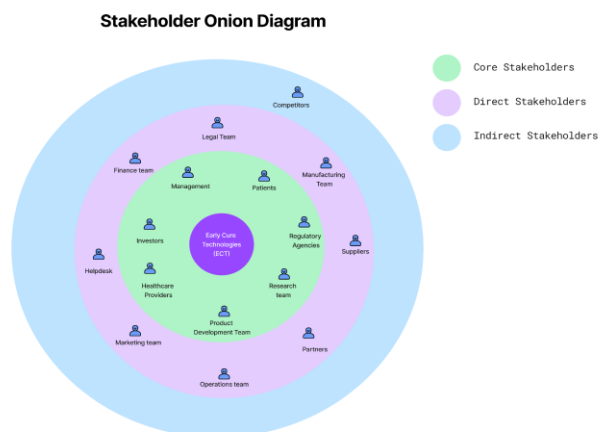 Stakeholder Onion Diagram
Core Stakeholders
Direct Stakeholders
Indirect Stakeholders
Competitors
Legal Team
Finance team
Manufacturing
Team
Management
Patients
Investors
Early Cure
Technologies
(ECT)
Regulatory
Agencies
Suppliers
Helpdesk
Healthcare
Providers
Research
team
Product
Development Team
Marketing team
Partners
Operations team